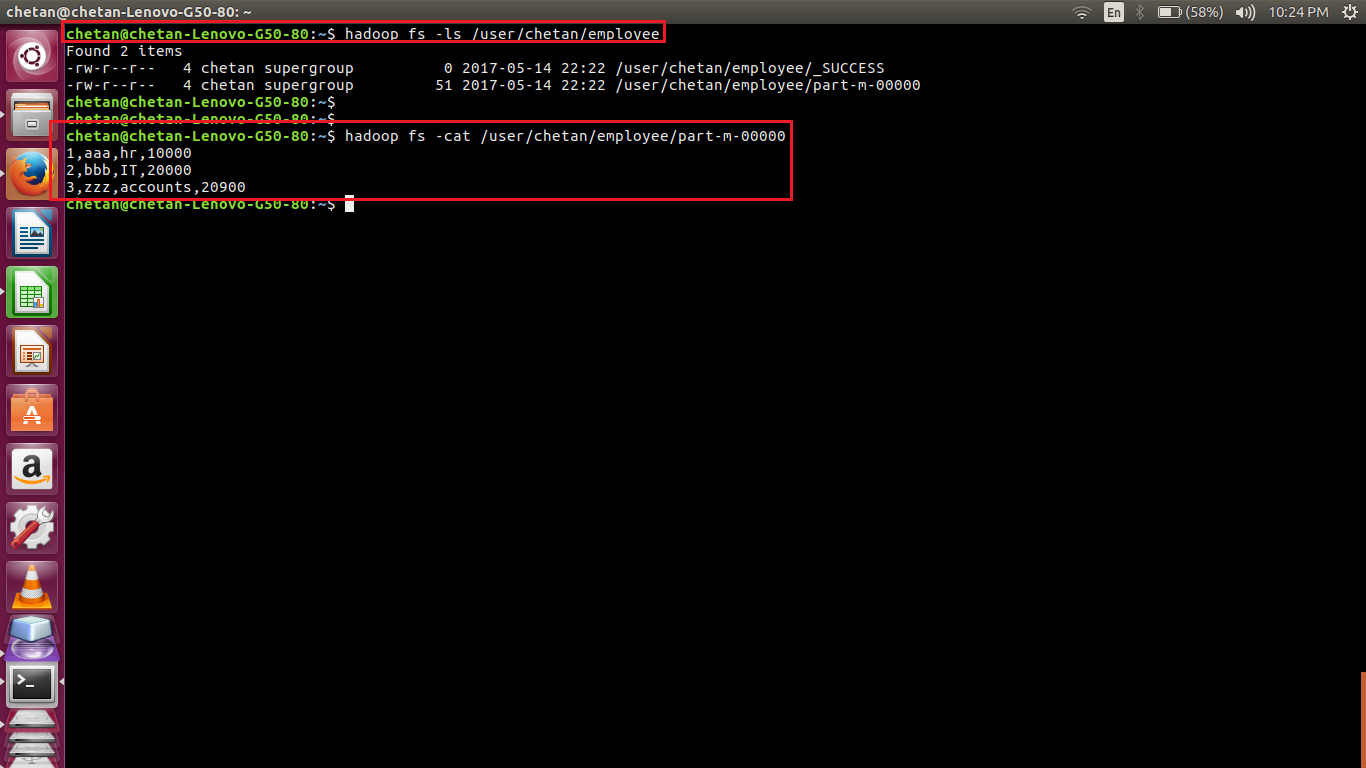 chetan@chetan-Lenovo-G50-80: ~
En
(58%)
10:24 PM
chetan@chetan-Lenovo-G50-80:~$ hadoop fs -ls /user/chetan/employee
Found 2 items
-rw-r--r--   4 chetan supergroup          0 2017-05-14 22:22 /user/chetan/employee/_SUCCESS
-rw-r--r--   4 chetan supergroup         51 2017-05-14 22:22 /user/chetan/employee/part-m-00000
chetan@chetan-Lenovo-G50-80:~$
chetan@chetan-Lenovo-G50-80:~$
chetan@chetan-Lenovo-G50-80:~$ hadoop fs -cat /user/chetan/employee/part-m-00000
1,aaa,hr,10000
2,bbb,IT,20000
3,zzz,accounts,20900
chetan@chetan-Lenovo-G50-80:~$